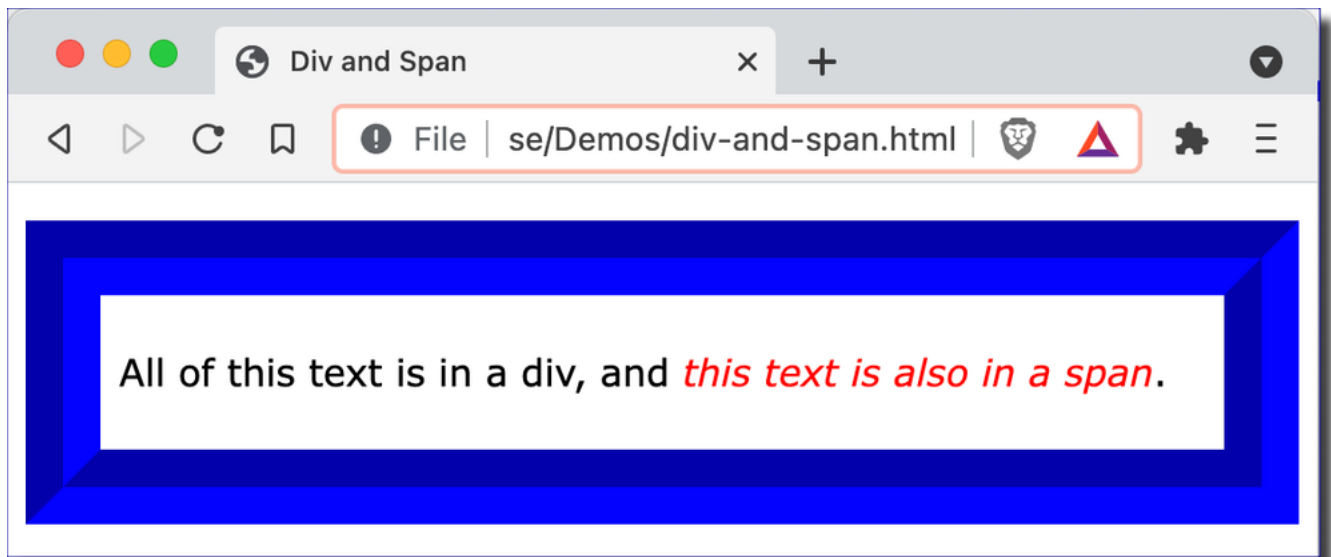 Div and Span
File se/Demos/div-and-span.html
All of this text is in a div, and this text is also in a span.